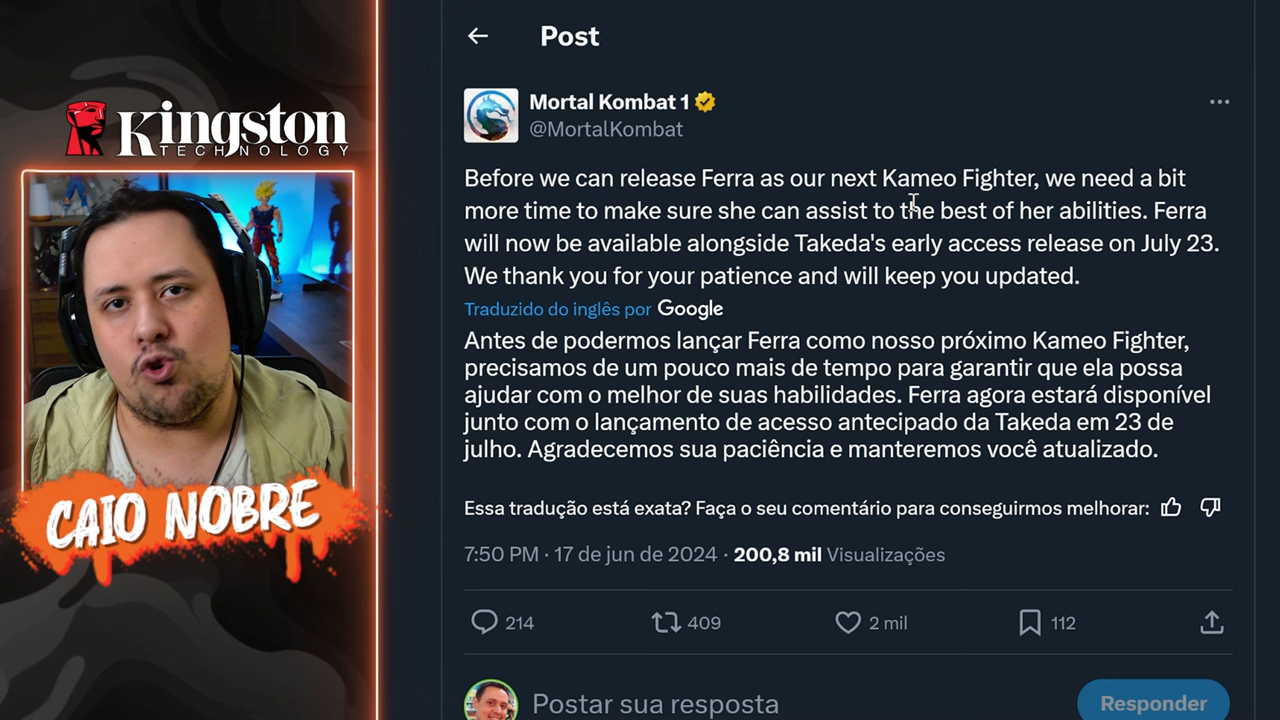 Kingston
TECHNOLOGY
CAIO NOBRE
Post
Mortal Kombat 1
@MortalKombat
Before we can release Ferra as our next Kameo Fighter, we need a bit
more time to make sure she can assist to the best of her abilities. Ferra
will now be available alongside Takeda's early access release on July 23.
We thank you for your patience and will keep you updated.
Traduzido do inglês por Google
Antes de podermos lançar Ferra como nosso próximo Kameo Fighter,
precisamos de um pouco mais de tempo para garantir que ela possa
ajudar com o melhor de suas habilidades. Ferra agora estará disponível
junto com o lançamento de acesso antecipado da Takeda em 23 de
julho. Agradecemos sua paciência e manteremos você atualizado.
Essa tradução está exata? Faça o seu comentário para conseguirmos melhorar:
7:50 PM · 17 de jun de 2024 · 200,8 mil Visualizações
214 409 2 mil 112
Postar sua resposta
Responder